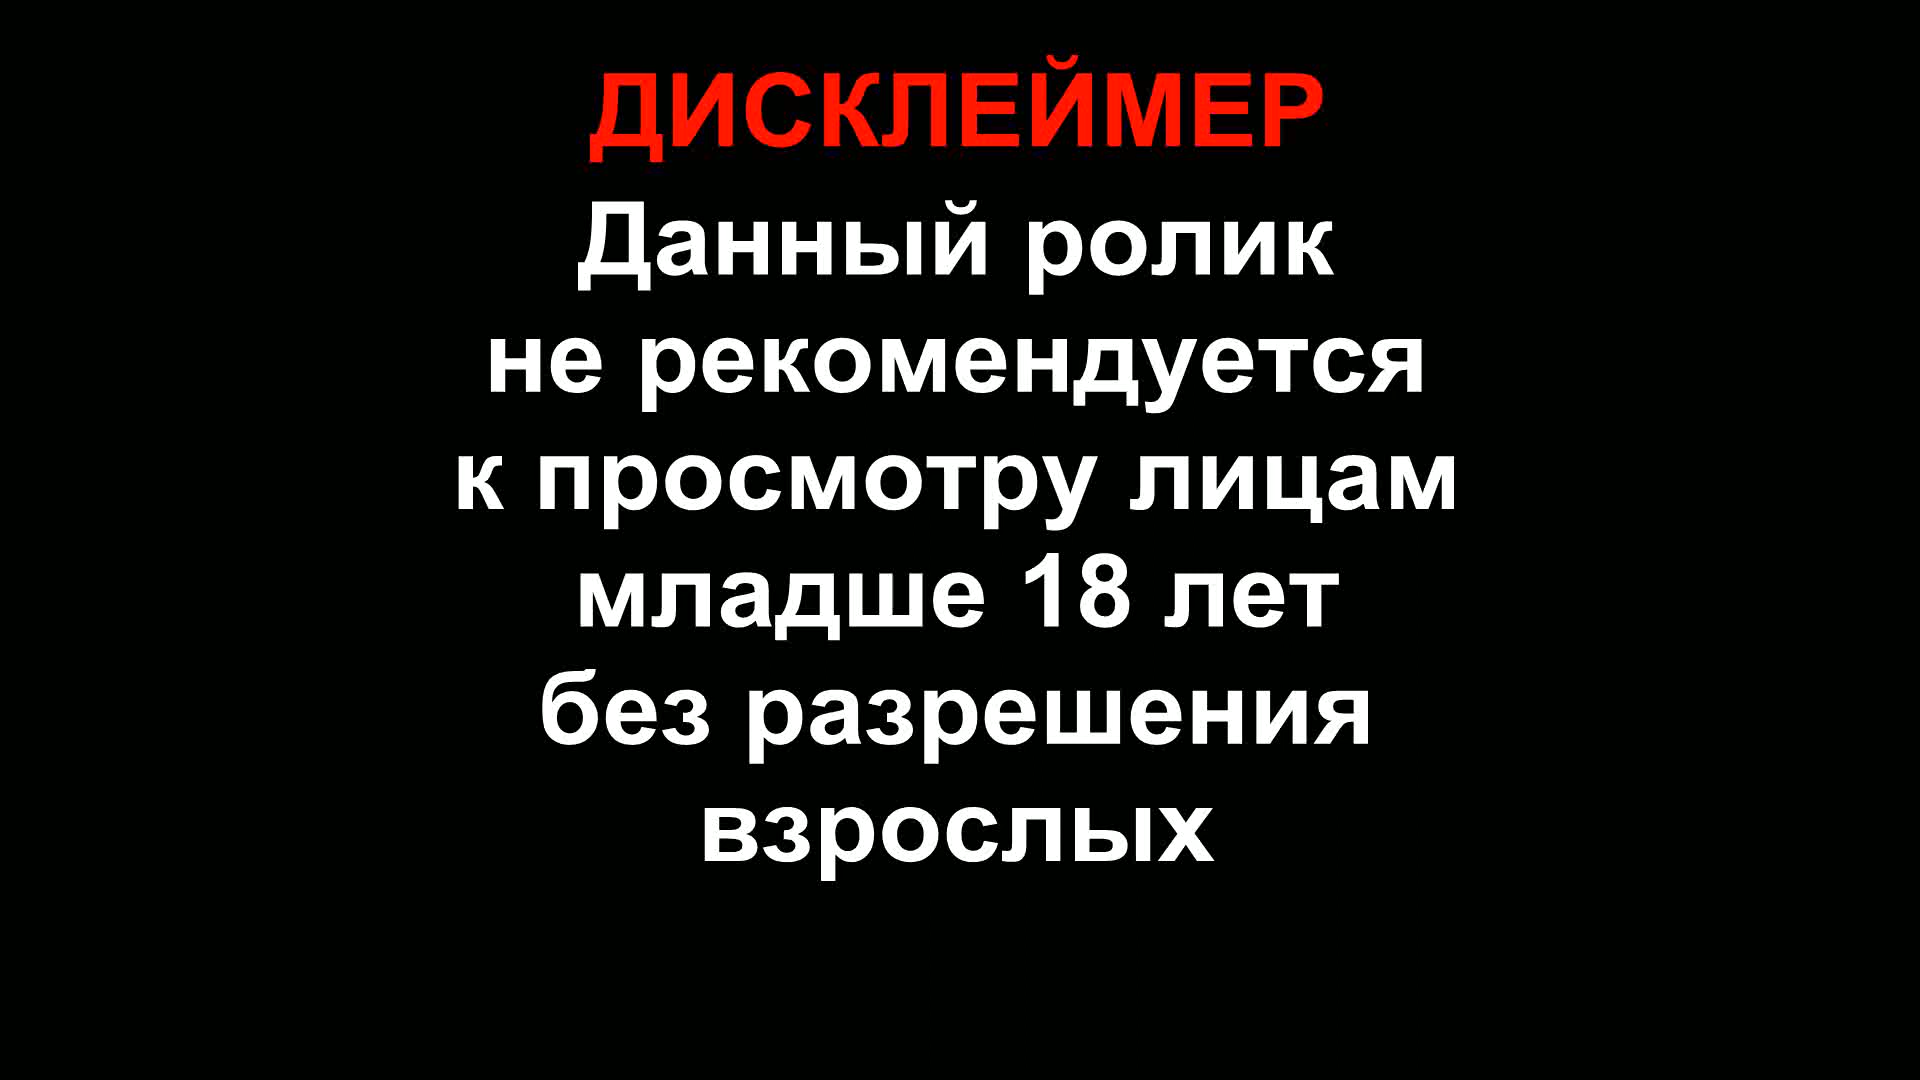 ДИСКЛЕЙМЕР
Данный ролик
не рекомендуется
к просмотру лицам
младше 18 лет
без разрешения
взрослых